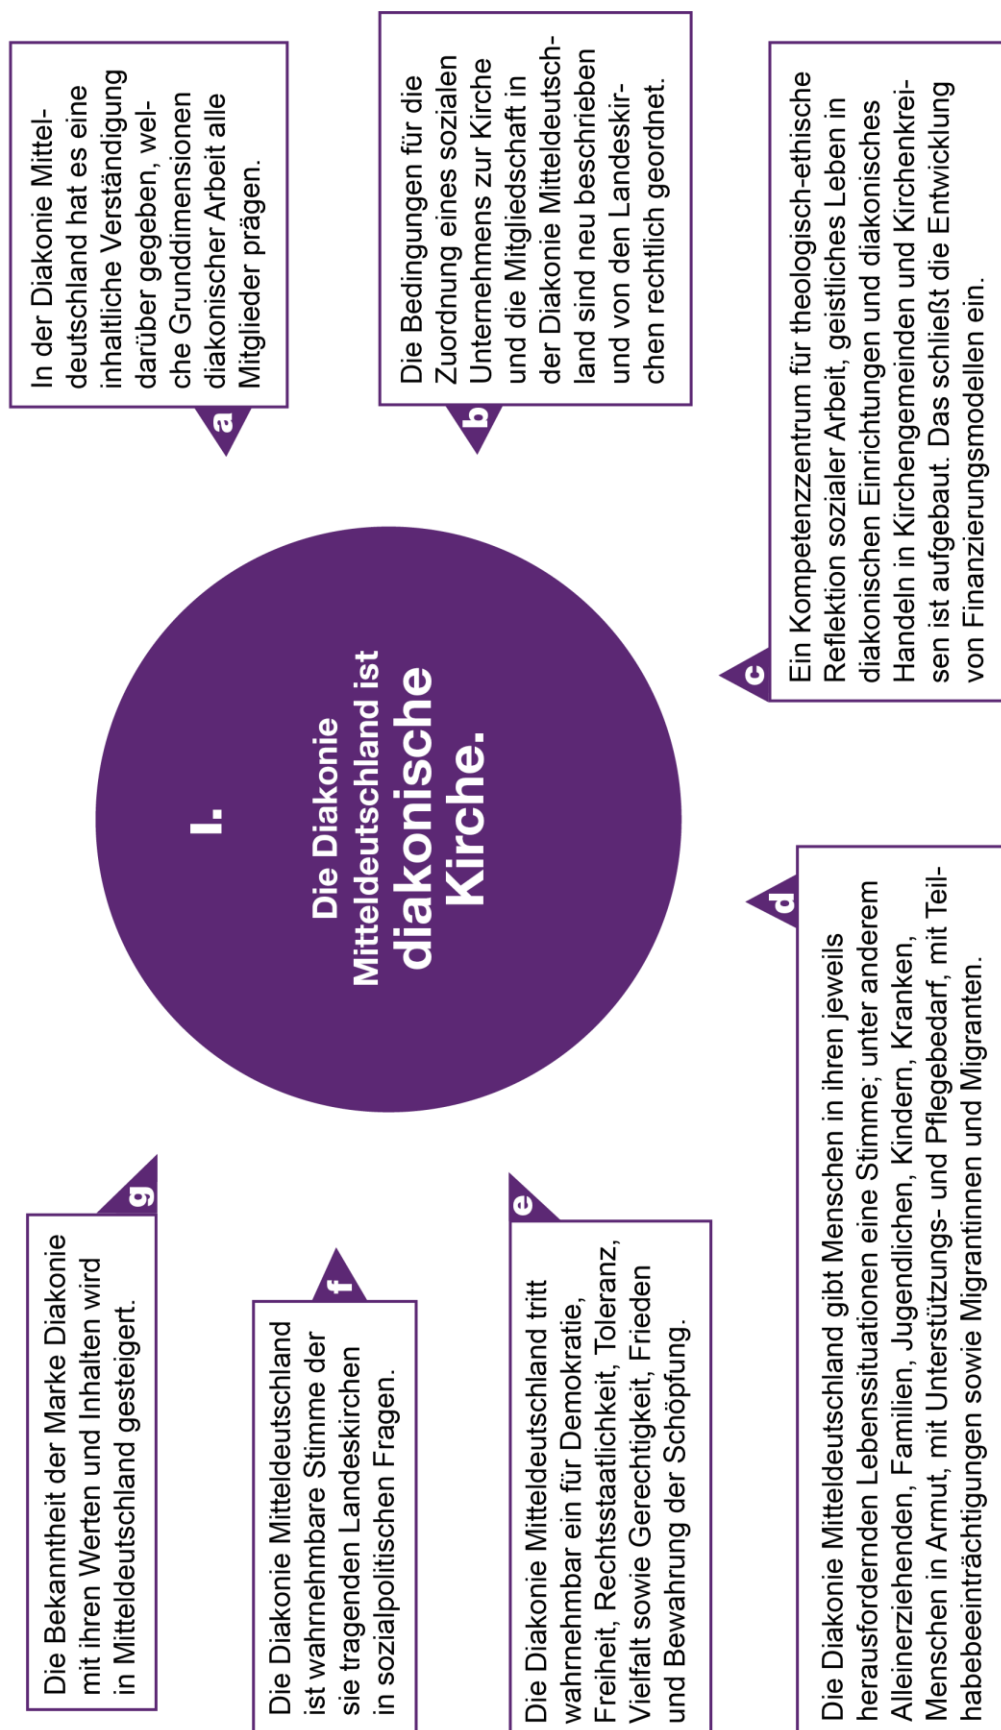 I.
Die Diakonie
Mitteldeutschland ist
diakonische
Kirche.
a
In der Diakonie Mittel-
deutschland hat es eine
inhaltliche Verständigung
darüber gegeben, wel-
che Grunddimensionen
diakonischer Arbeit alle
Mitglieder prägen.
b
Die Bedingungen für die
Zuordnung eines sozialen
Unternehmens zur Kirche
und die Mitgliedschaft in
der Diakonie Mitteldeutsch-
land sind neu beschrieben
und von den Landeskir-
chen rechtlich geordnet.
c
Ein Kompetenzzentrum für theologisch-ethische
Reflektion sozialer Arbeit, geistliches Leben in
diakonischen Einrichtungen und diakonisches
Handeln in Kirchengemeinden und Kirchenkrei-
sen ist aufgebaut. Das schließt die Entwicklung
von Finanzierungsmodellen ein.
d
Die Diakonie Mitteldeutschland gibt Menschen in ihren jeweils
herausfordernden Lebenssituationen eine Stimme; unter anderem
Alleinerziehenden, Familien, Jugendlichen, Kindern, Kranken,
Menschen in Armut, mit Unterstützungs- und Pflegebedarf, mit Teil-
habebeeinträchtigungen sowie Migrantinnen und Migranten.
e
Die Diakonie Mitteldeutschland tritt
wahrnehmbar ein für Demokratie,
Freiheit, Rechtsstaatlichkeit, Toleranz,
Vielfalt sowie Gerechtigkeit, Frieden
und Bewahrung der Schöpfung.
f
Die Diakonie Mitteldeutschland
ist wahrnehmbare Stimme der
sie tragenden Landeskirchen
in sozialpolitischen Fragen.
g
Die Bekanntheit der Marke Diakonie
mit ihren Werten und Inhalten wird
in Mitteldeutschland gesteigert.